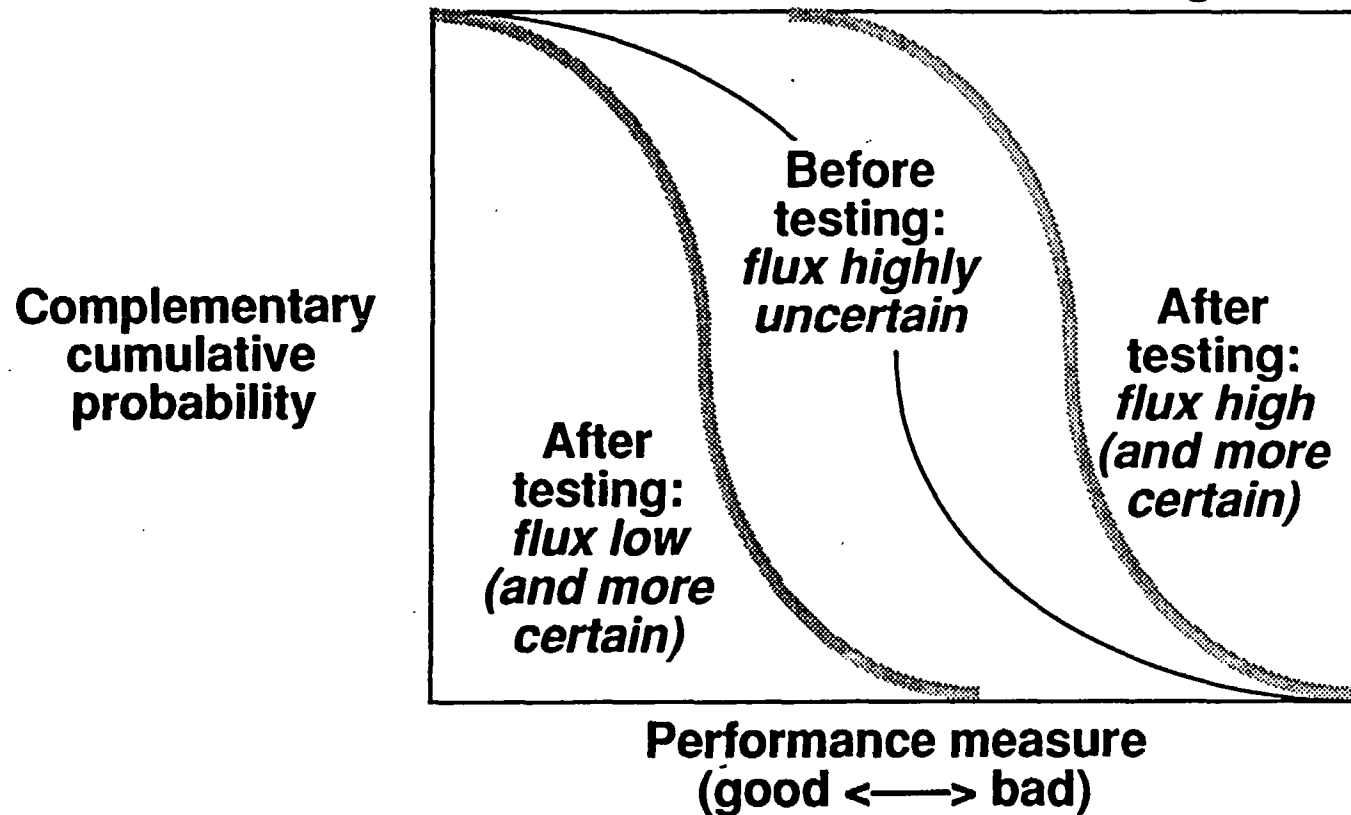 Before
testing:
flux highly
uncertain
Complementary
cumulative
probability
After
testing:
flux high
(and more
certain)
After
testing:
flux low
(and more
certain)
Performance measure
(good <—> bad)